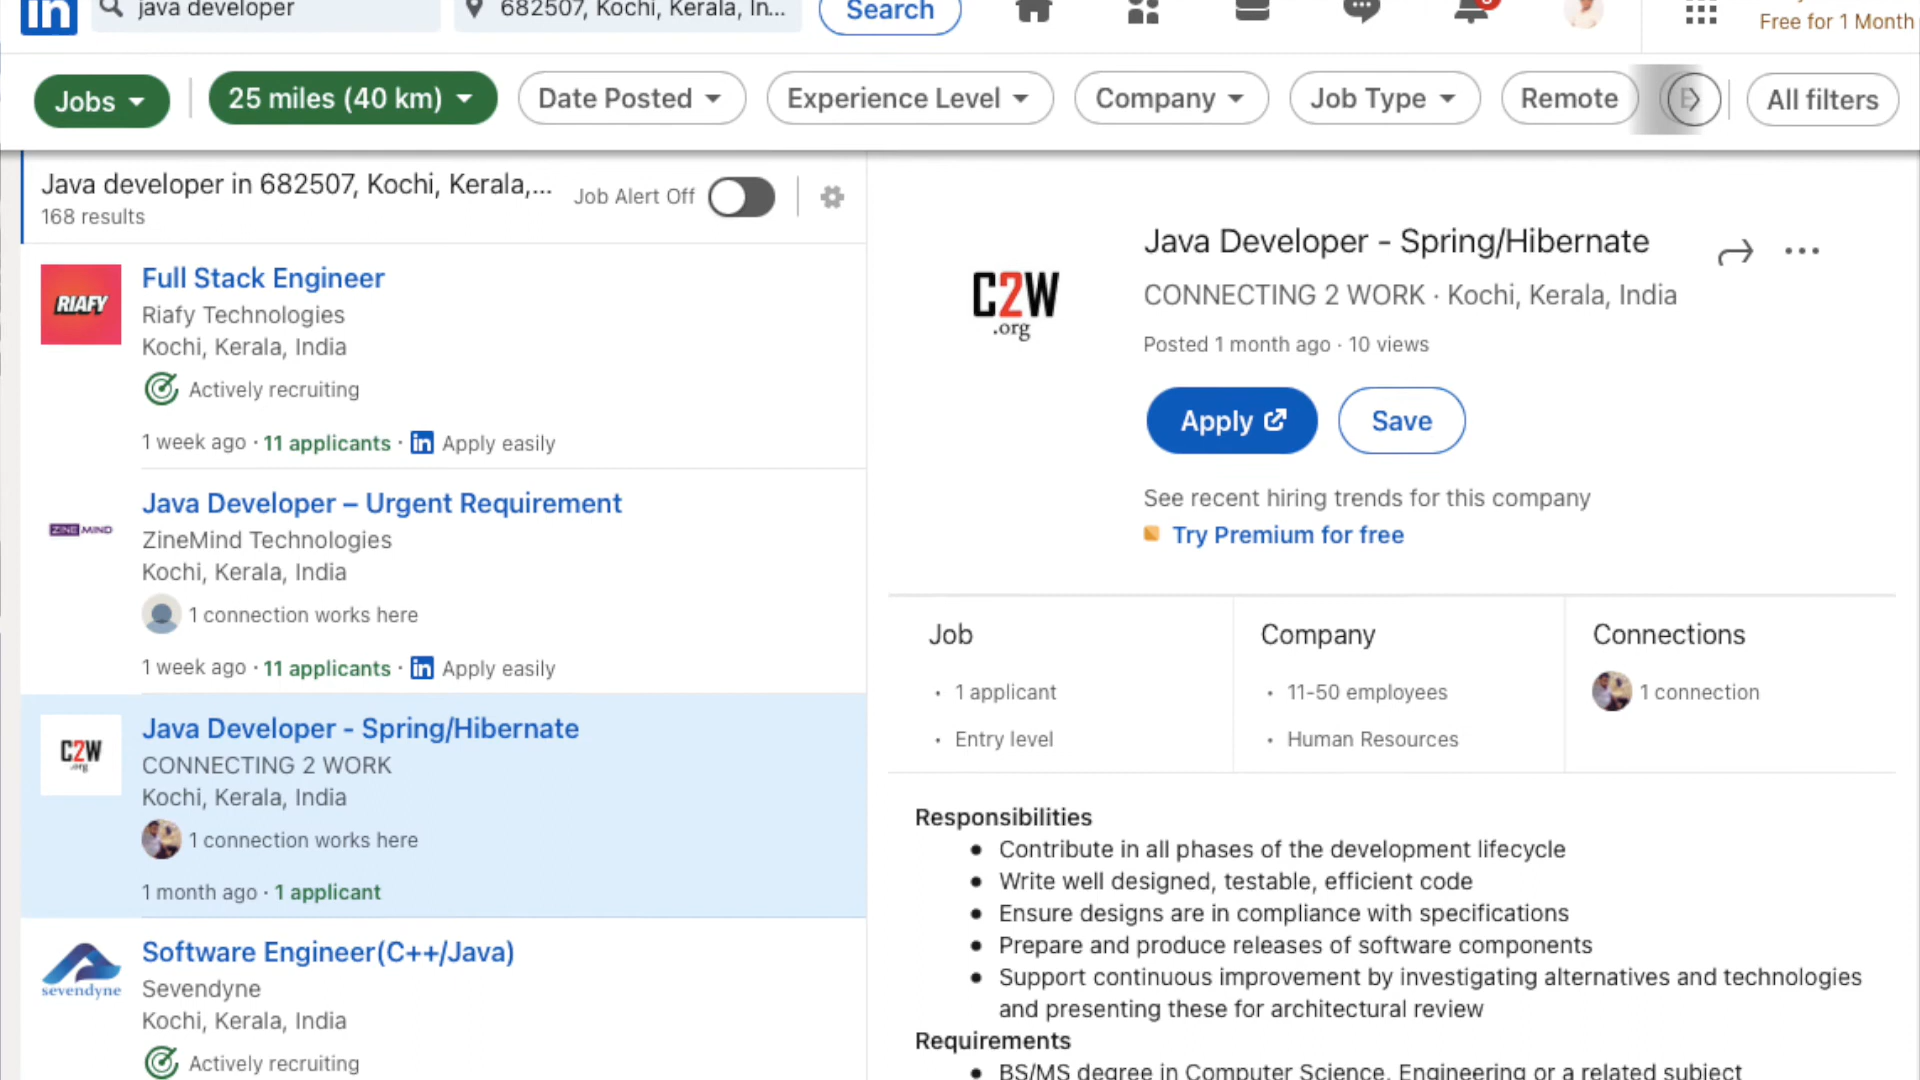 in
java developer
682507, Kochi, Kerala, In...
Search
Free for 1 Month
Jobs
25 miles (40 km)
Date Posted
Experience Level
Company
Job Type
Remote
All filters
Java developer in 682507, Kochi, Kerala,...
168 results
Job Alert Off
RIAFY
Full Stack Engineer
Riafy Technologies
Kochi, Kerala, India
Actively recruiting
1 week ago · 11 applicants · in Apply easily
ZINE MIND
Java Developer – Urgent Requirement
ZineMind Technologies
Kochi, Kerala, India
1 connection works here
1 week ago · 11 applicants · in Apply easily
C2W
.org
Java Developer - Spring/Hibernate
CONNECTING 2 WORK
Kochi, Kerala, India
1 connection works here
1 month ago · 1 applicant
sevendyne
Software Engineer(C++/Java)
Sevendyne
Kochi, Kerala, India
Actively recruiting
C2W
.org
Java Developer - Spring/Hibernate
CONNECTING 2 WORK · Kochi, Kerala, India
Posted 1 month ago · 10 views
Apply
Save
See recent hiring trends for this company
Try Premium for free
Job
• 1 applicant
• Entry level
Company
• 11-50 employees
• Human Resources
Connections
1 connection
Responsibilities
• Contribute in all phases of the development lifecycle
• Write well designed, testable, efficient code
• Ensure designs are in compliance with specifications
• Prepare and produce releases of software components
• Support continuous improvement by investigating alternatives and technologies
and presenting these for architectural review
Requirements
• BS/MS degree in Computer Science, Engineering or a related subject